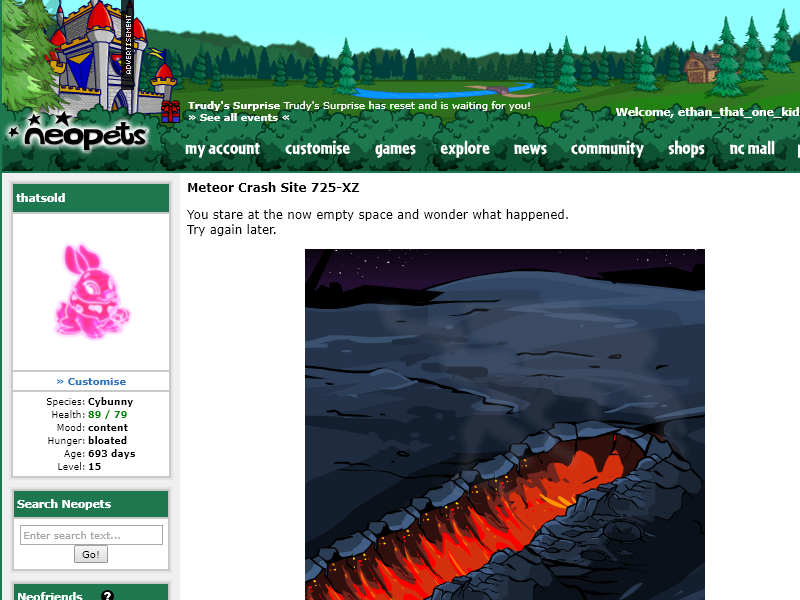 ADVERTISEMENT
Trudy's Surprise Trudy's Surprise has reset and is waiting for you!
» See all events «
Welcome, ethan_that_one_kid
neopets
my account customise games explore news community shops nc mall
thatsold
» Customise
Species: Cybunny
Health: 89 / 79
Mood: content
Hunger: bloated
Age: 693 days
Level: 15
Search Neopets
Enter search text...
Go!
Neofriends ?
Meteor Crash Site 725-XZ
You stare at the now empty space and wonder what happened.
Try again later.